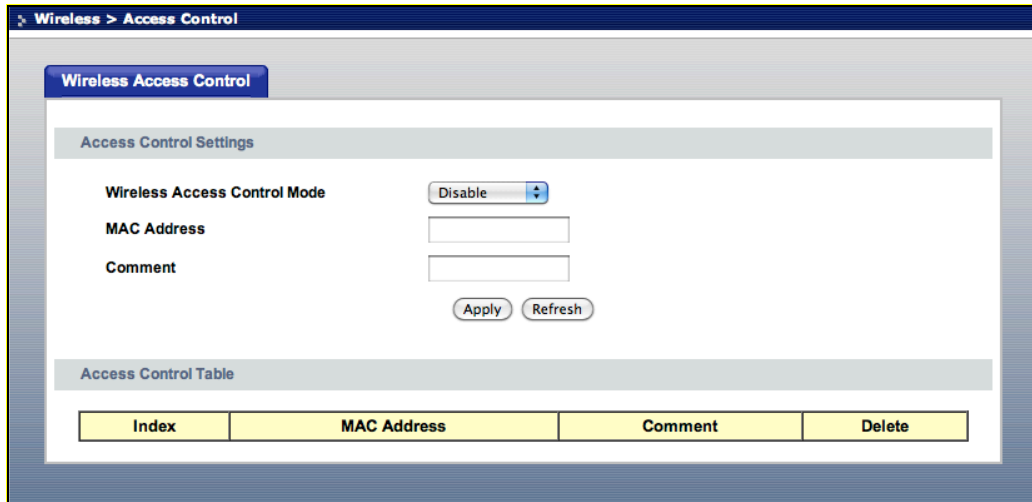 Wireless > Access Control
Wireless Access Control
Access Control Settings
Wireless Access Control Mode Disable
MAC Address
Comment
Apply Refresh
Access Control Table
Index MAC Address Comment Delete